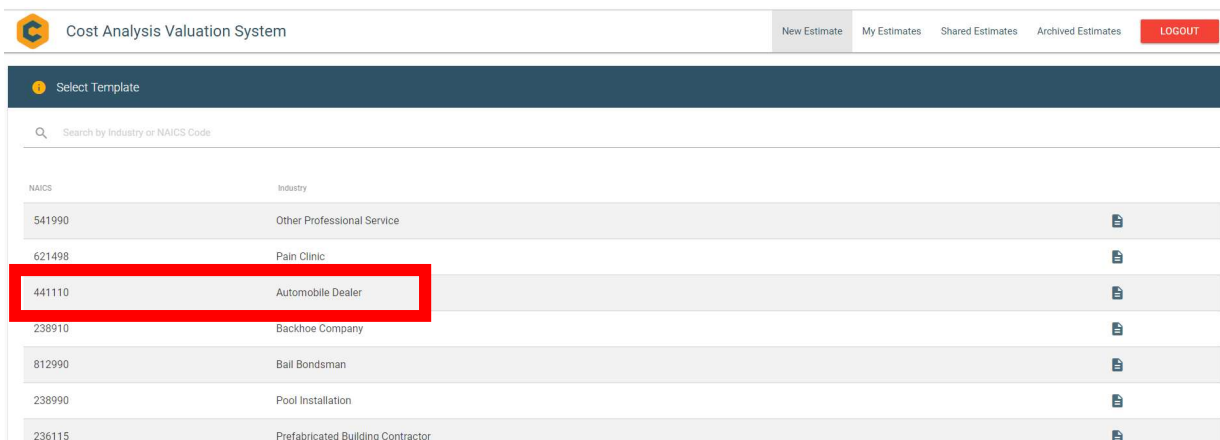 Cost Analysis Valuation System New Estimate My Estimates Shared Estimates Archived Estimates LOGOUT
Select Template
Search by Industry or NAICS Code
NAICS Industry
541990 Other Professional Service
621498 Pain Clinic
441110 Automobile Dealer
238910 Backhoe Company
812990 Bail Bondsman
238990 Pool Installation
236115 Prefabricated Building Contractor